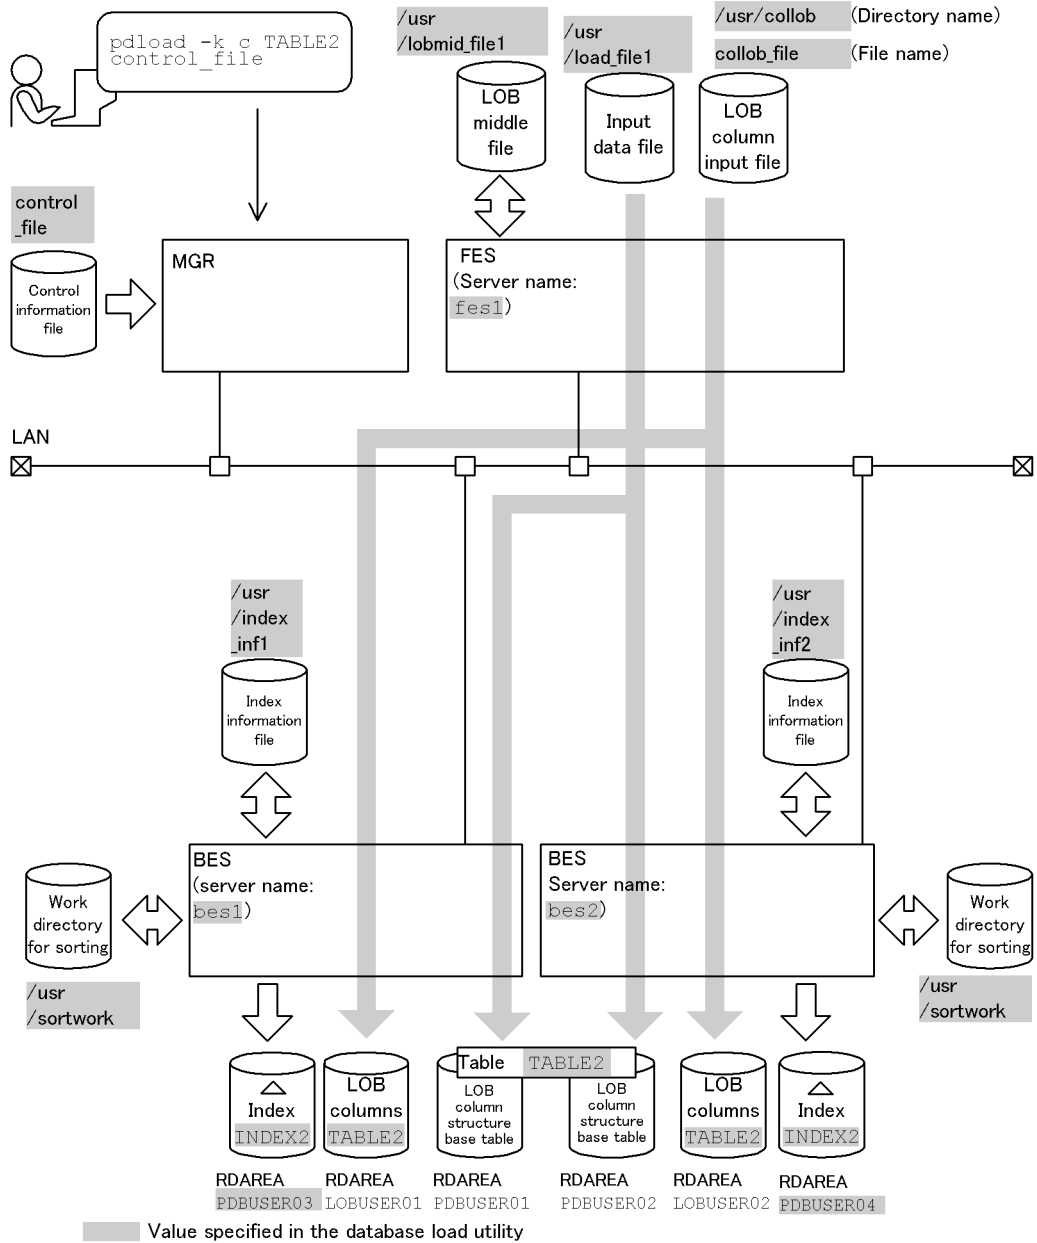 pdload -k c TABLE2
control_file
/usr
/lobmid_file1
/usr
/load_file1
/usr/collob (Directory name)
collob_file (File name)
LOB
middle
file
Input
data file
LOB
column
input file
control
_file
Control
information
file
MGR
FES
(Server name:
fes1)
LAN
/usr
/index
_inf1
Index
information
file
/usr
/index
_inf2
Index
information
file
Work
directory
for sorting
/usr
/sortwork
BES
(server name:
bes1)
BES
Server name:
bes2)
Work
directory
for sorting
/usr
/sortwork
Table TABLE2
Index
INDEX2
LOB
columns
TABLE2
LOB
column
structure
base table
LOB
column
structure
base table
LOB
columns
TABLE2
Index
INDEX2
RDAREA
PDBUSER03
RDAREA
LOBUSER01
RDAREA
PDBUSER01
RDAREA
PDBUSER02
RDAREA
LOBUSER02
RDAREA
PDBUSER04
Value specified in the database load utility